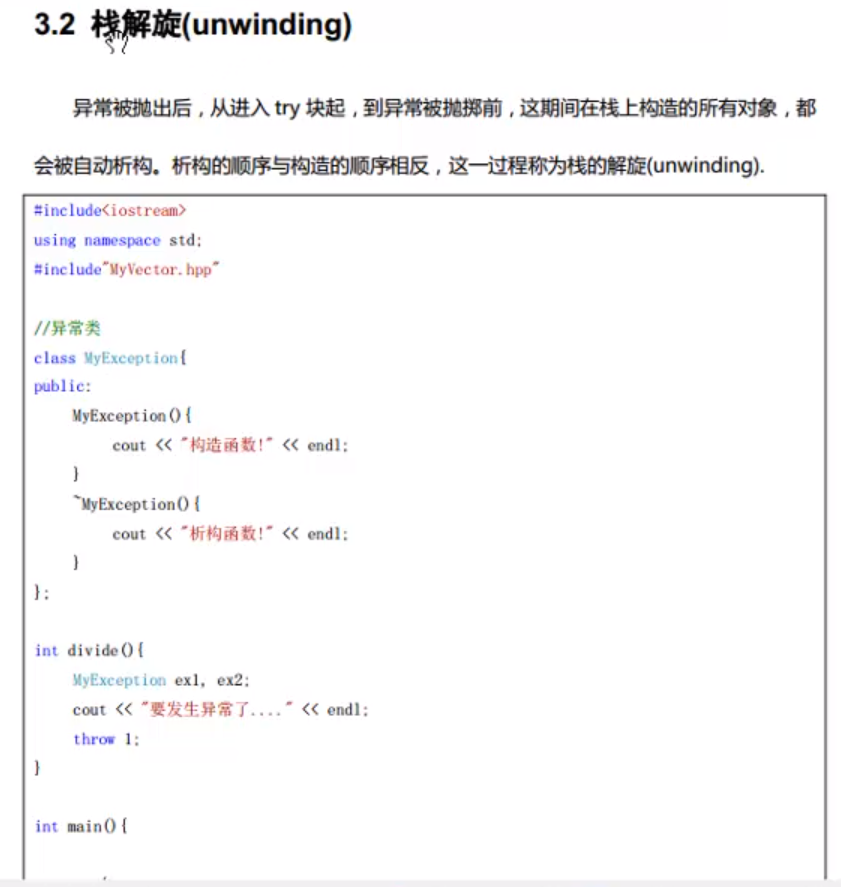 3.2 栈解旋(unwinding)
异常被抛出后，从进入 try 块起，到异常被抛掷前，这期间在栈上构造的所有对象，都
会被自动析构。析构的顺序与构造的顺序相反，这一过程称为栈的解旋(unwinding).
#include<iostream>
using namespace std;
#include"MyVector.hpp"
//异常类
class MyException{
public:
MyException(){
cout << "构造函数!" << endl;
}
~MyException(){
cout << "析构函数!" << endl;
}
};
int divide(){
MyException ex1, ex2;
cout << "要发生异常了...." << endl;
throw 1;
}
int main(){